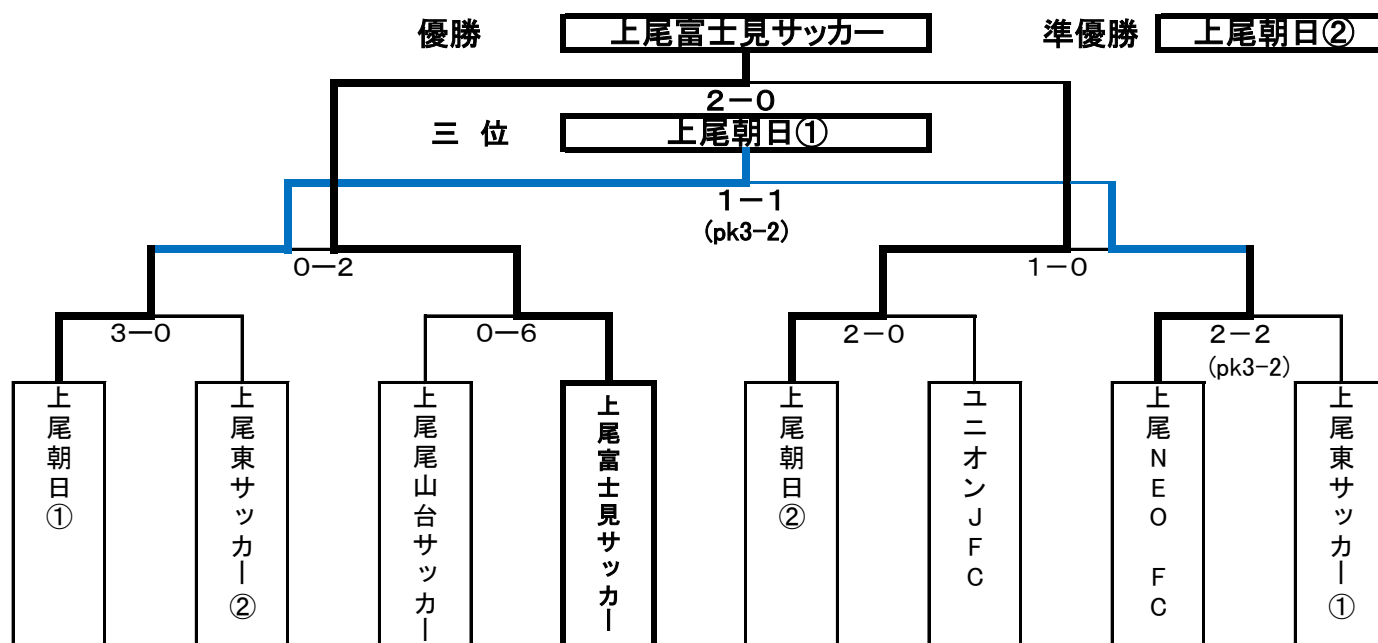 優勝 上尾富士見サッカー 準優勝 上尾朝日②
2－0
三 位 上尾朝日①
1－1
(pk3-2)
0－2 1－0
3－0 0－6 2－0 2－2
(pk3-2)
上尾朝日①
上尾東サッカー②
上尾尾山台サッカー
上尾富士見サッカー
上尾朝日②
ユニオンJFC
上尾NEO FC
上尾東サッカー①